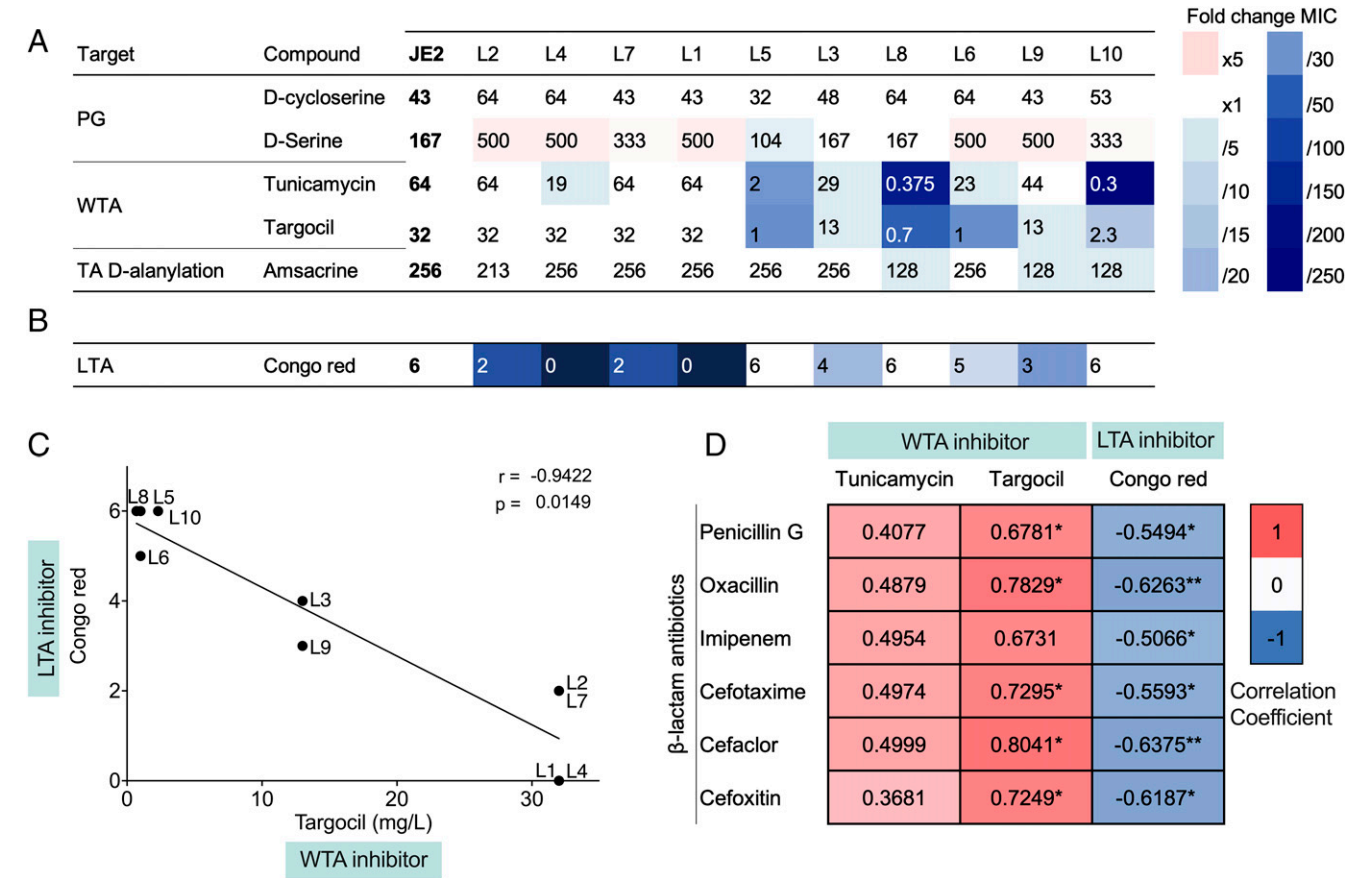 A
Target Compound JE2 L2 L4 L7 L1 L5 L3 L8 L6 L9 L10
PG
D-cycloserine 43 64 64 43 43 32 48 64 64 43 53
D-Serine 167 500 500 333 500 104 167 167 500 500 333
WTA
Tunicamycin 64 64 19 64 64 2 29 0.375 23 44 0.3
Targocil 32 32 32 32 32 1 13 0.7 1 13 2.3
TA D-alanylation Amsacrine 256 213 256 256 256 256 256 128 256 128 128
Fold change MIC
x5 /30
x1 /50
/5 /100
/10 /150
/15 /200
/20 /250
B
LTA Congo red 6 2 0 2 0 6 4 6 5 3 6
C
r = -0.9422
p = 0.0149
LTA inhibitor
Congo red
6
4
2
0
L8 L5
L10
L6
L3
L9
L2
L7
L1 L4
0 10 20 30
Targocil (mg/L)
WTA inhibitor
D
WTA inhibitor LTA inhibitor
Tunicamycin Targocil Congo red
β-lactam antibiotics
Penicillin G 0.4077 0.6781* -0.5494*
Oxacillin 0.4879 0.7829* -0.6263**
Imipenem 0.4954 0.6731 -0.5066*
Cefotaxime 0.4974 0.7295* -0.5593*
Cefaclor 0.4999 0.8041* -0.6375**
Cefoxitin 0.3681 0.7249* -0.6187*
1
0
-1
Correlation
Coefficient